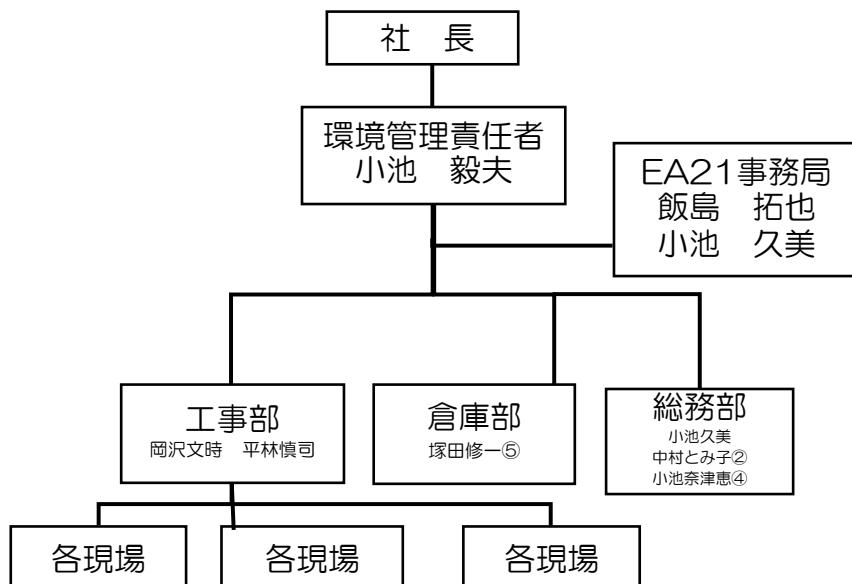 社　長
環境管理責任者
小池　毅夫
EA21事務局
飯島　拓也
小池　久美
工事部
岡沢文時　平林慎司
倉庫部
塚田修一⑤
総務部
小池久美
中村とみ子②
小池奈津恵④
各現場
各現場
各現場